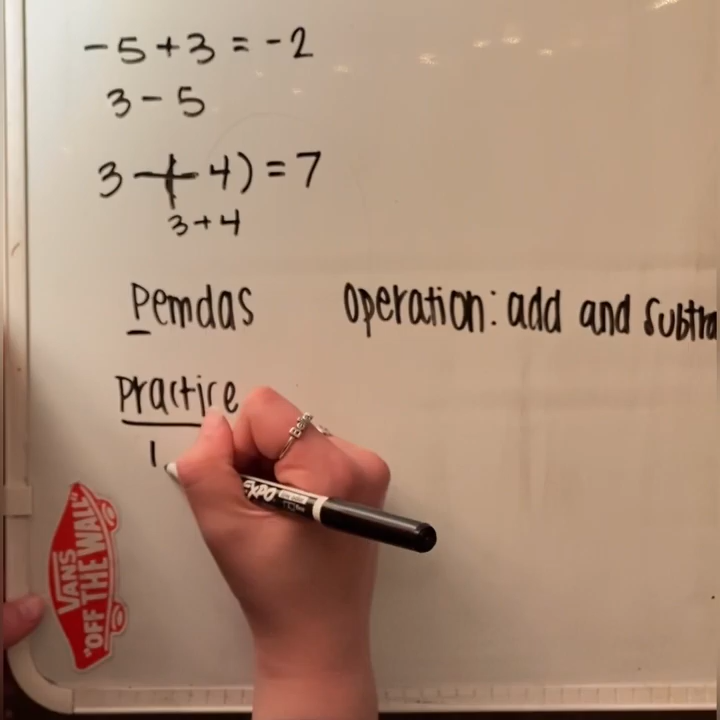 -5+3=-2
3-5
3-(-4)=7
3+4
Pemdas operation: add and subtra
Practice
1.
EXPO
VANS
"OFF THE WALL"